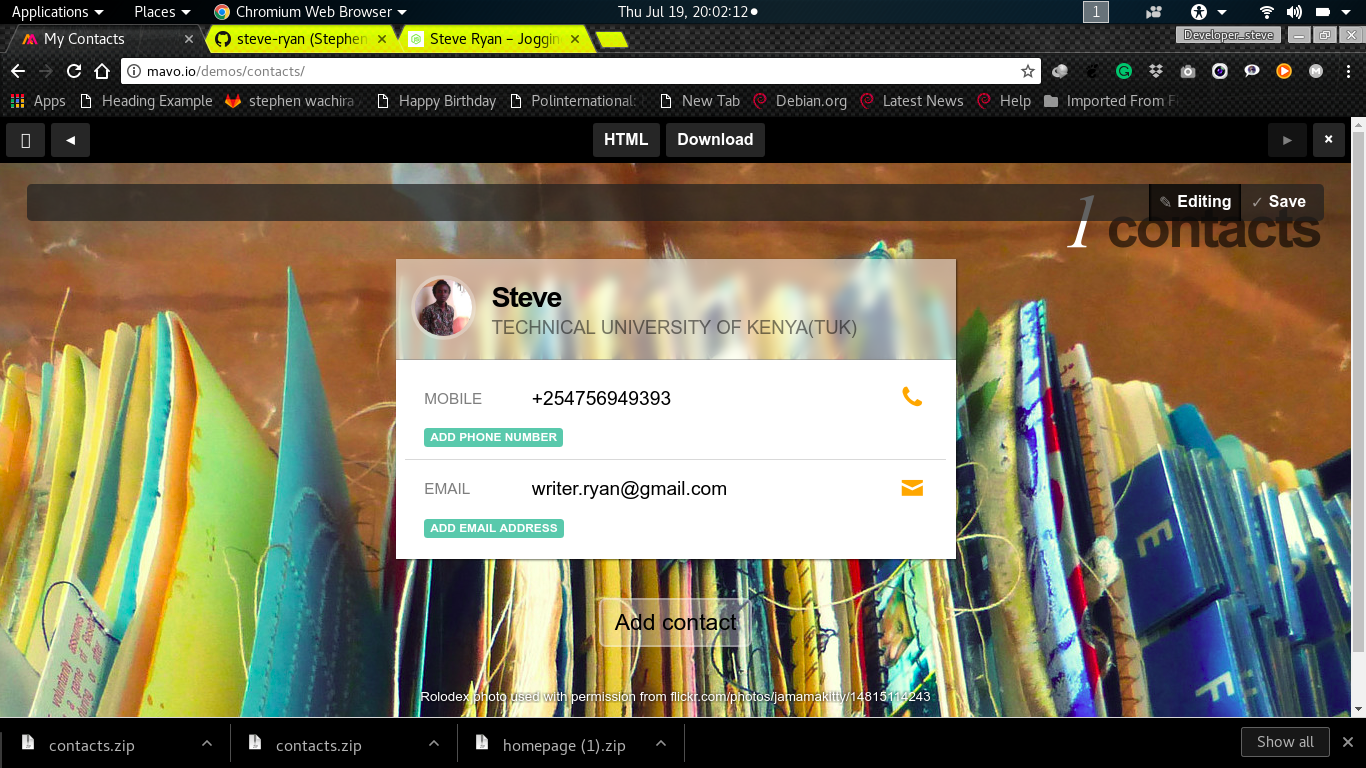 Applications Places Chromium Web Browser Thu Jul 19, 20:02:12 1
My Contacts steve-ryan (Stephen Steve Ryan – Joggin Developer_steve
mavo.io/demos/contacts/
Apps Heading Example stephen wachira Happy Birthday Polinternational: New Tab Debian.org Latest News Help Imported From Fi
HTML Download
Editing Save
1 contacts
Steve
TECHNICAL UNIVERSITY OF KENYA(TUK)
MOBILE +254756949393
ADD PHONE NUMBER
EMAIL writer.ryan@gmail.com
ADD EMAIL ADDRESS
Add contact
Rolodex photo used with permission from flickr.com/photos/jamamakitty/14815114243
contacts.zip contacts.zip homepage (1).zip Show all